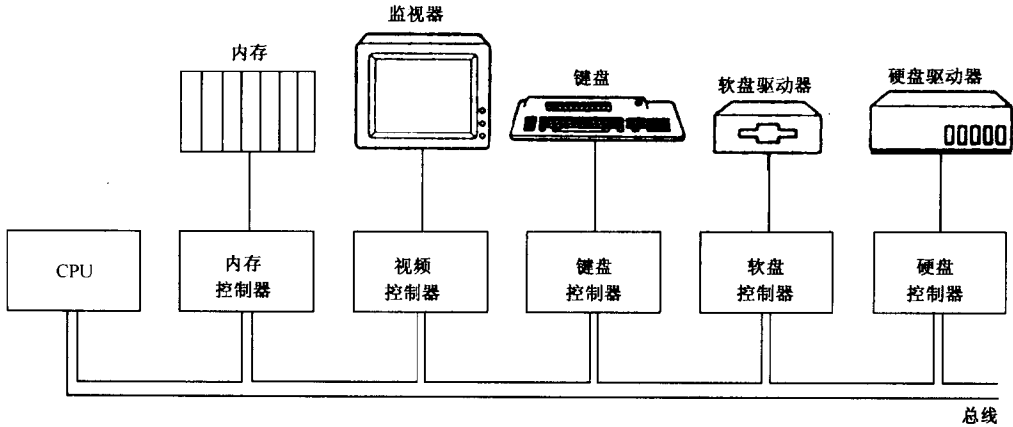 监视器
内存
键盘
软盘驱动器
硬盘驱动器
CPU
内存
控制器
视频
控制器
键盘
控制器
软盘
控制器
硬盘
控制器
总线